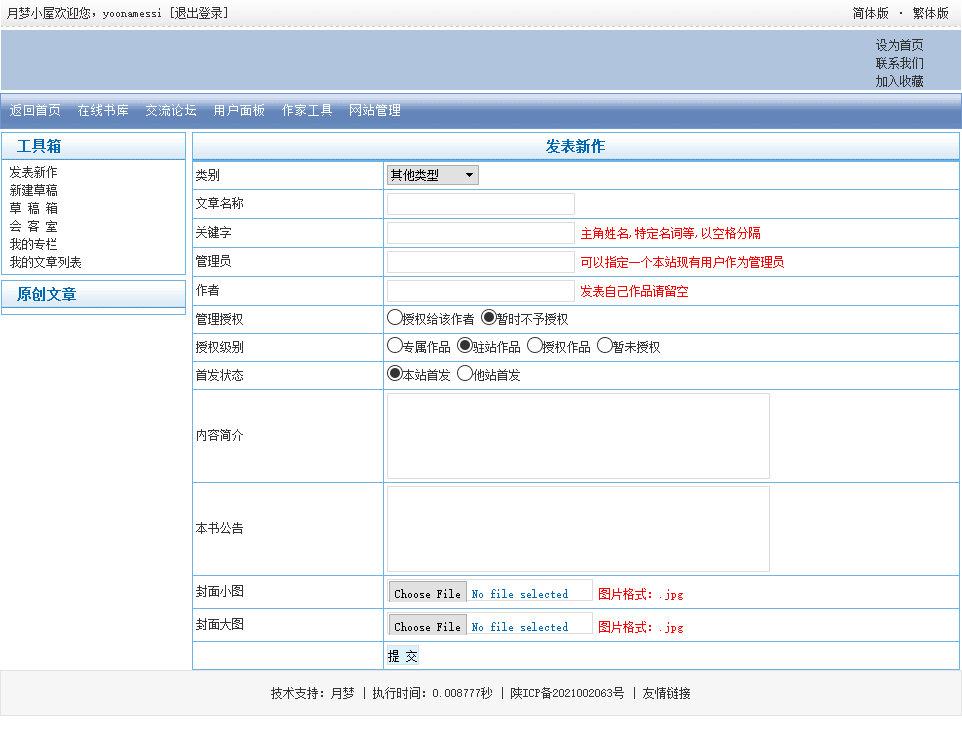 月梦小屋欢迎您，yoonamessi [退出登录]
简体版 · 繁体版
设为首页
联系我们
加入收藏
返回首页 在线书库 交流论坛 用户面板 作家工具 网站管理
工具箱
发表新作
新建草稿
草 稿 箱
会 客 室
我的专栏
我的文章列表
原创文章
发表新作
类别 其他类型
文章名称
关键字 主角姓名,特定名词等,以空格分隔
管理员 可以指定一个本站现有用户作为管理员
作者 发表自己作品请留空
管理授权 授权给该作者 暂时不予授权
授权级别 专属作品 驻站作品 授权作品 暂未授权
首发状态 本站首发 他站首发
内容简介
本书公告
封面小图 Choose File No file selected 图片格式：.jpg
封面大图 Choose File No file selected 图片格式：.jpg
提 交
技术支持：月梦 | 执行时间：0.008777秒 | 陕ICP备2021002063号 | 友情链接